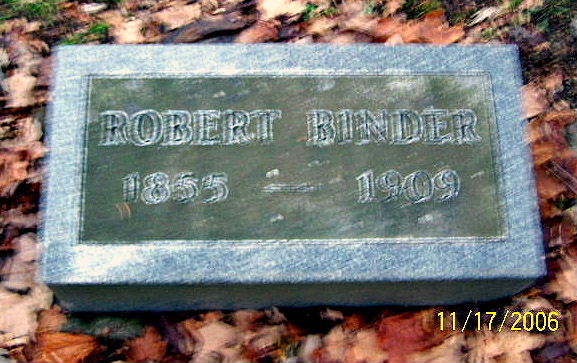 ROBERT BINDER
1855 — 1909
11/17/2006